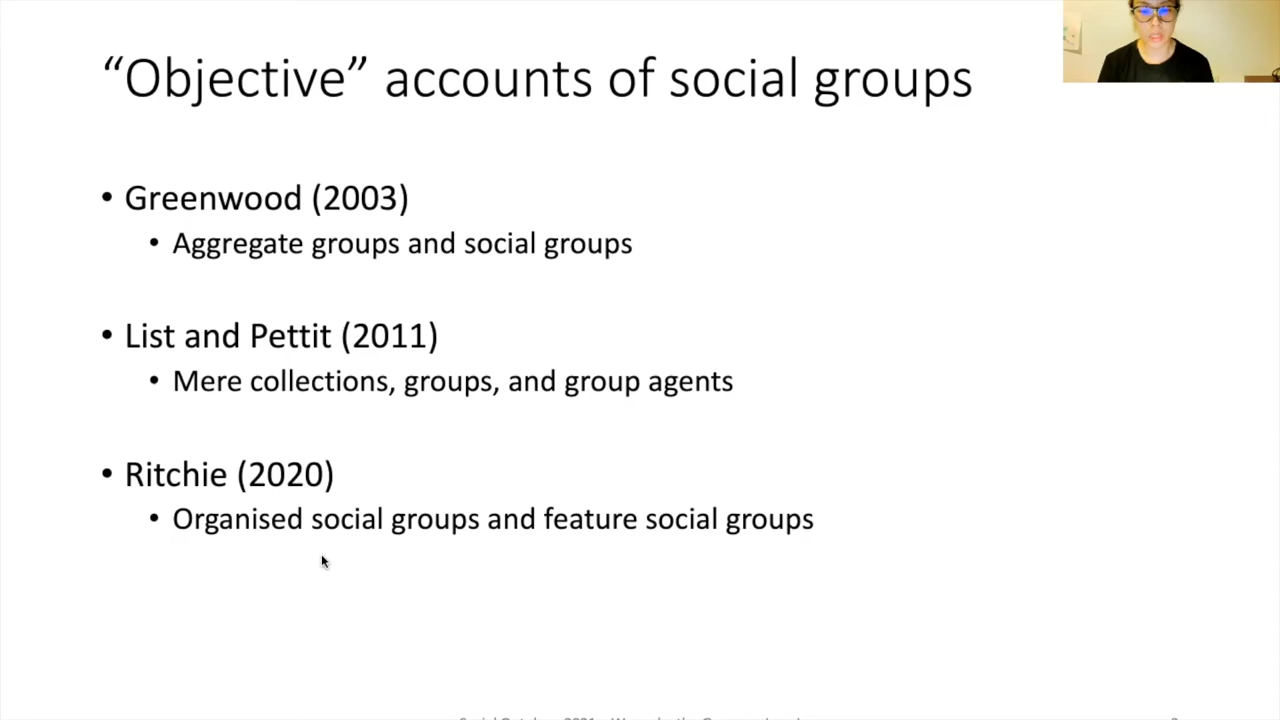 “Objective” accounts of social groups
• Greenwood (2003)
• Aggregate groups and social groups
• List and Pettit (2011)
• Mere collections, groups, and group agents
• Ritchie (2020)
• Organised social groups and feature social groups